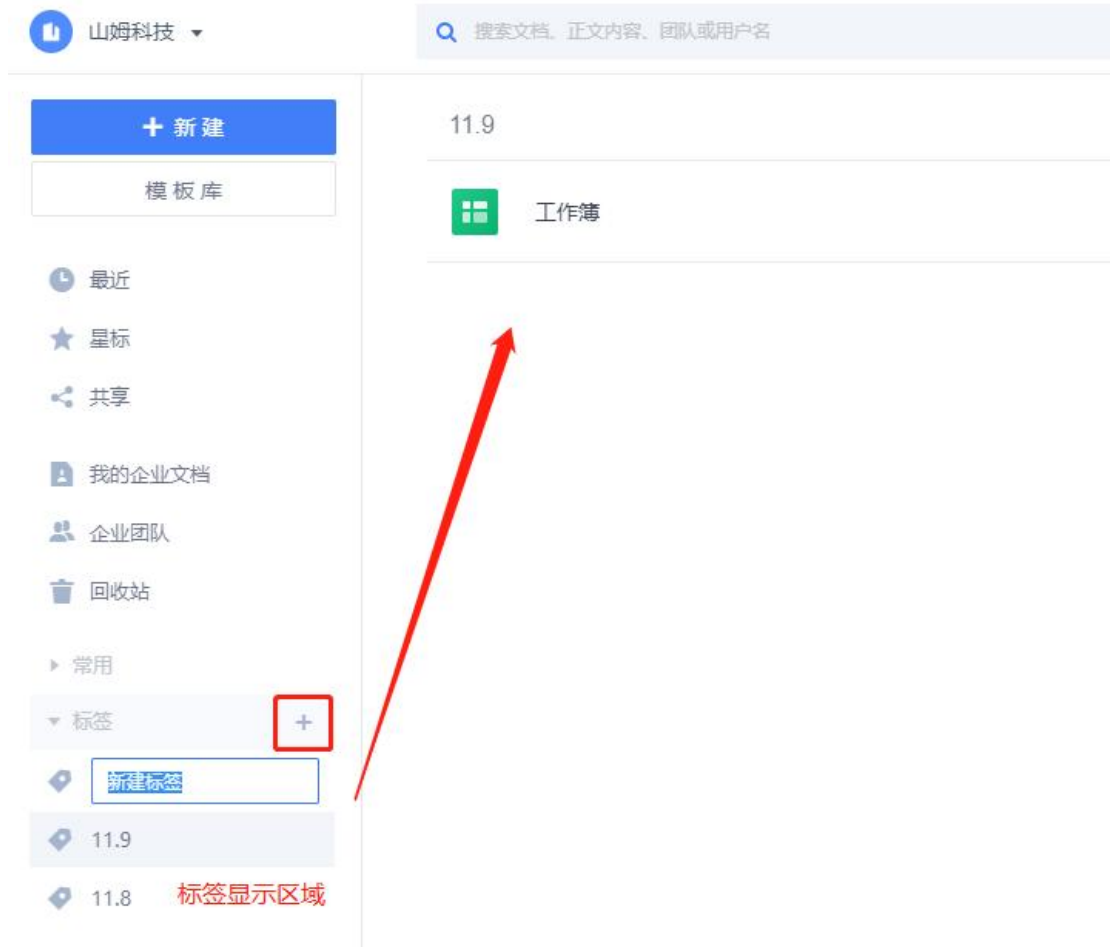 山姆科技
搜索文档、正文内容、团队或用户名
新建
模板库
11.9
工作簿
最近
星标
共享
我的企业文档
企业团队
回收站
常用
标签
新建标签
11.9
11.8
标签显示区域